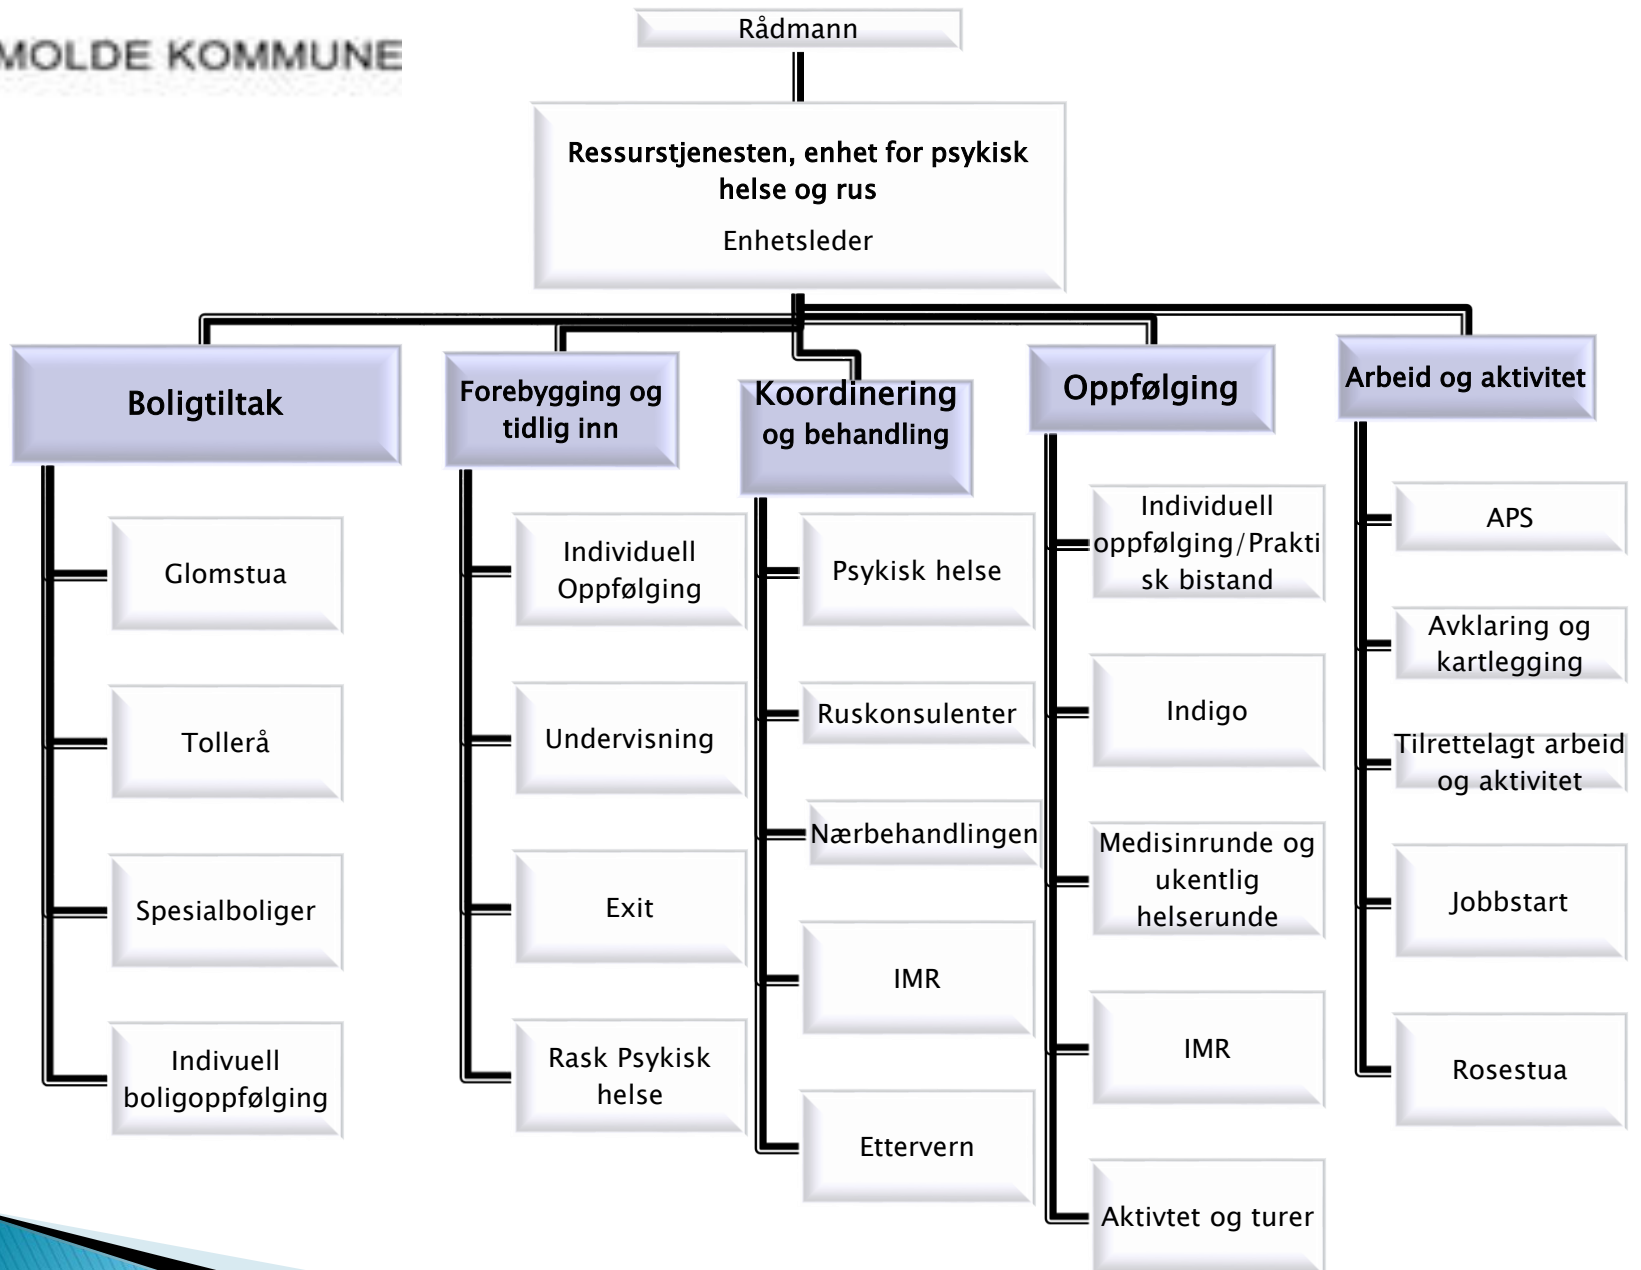 MOLDE KOMMUNE
Rådmann
Ressurstjenesten, enhet for psykisk
helse og rus
Enhetsleder
Boligtiltak
Glomstua
Tollerå
Spesialboliger
Indivuell
boligoppfølging
Forebygging og
tidlig inn
Individuell
Oppfølging
Undervisning
Exit
Rask Psykisk
helse
Koordinering
og behandling
Psykisk helse
Ruskonsulenter
Nærbehandlingen
IMR
Ettervern
Oppfølging
Individuell
oppfølging/Prakti
sk bistand
Indigo
Medisinrunde og
ukentlig
helserunde
IMR
Aktivtet og turer
Arbeid og aktivitet
APS
Avklaring og
kartlegging
Tilrettelagt arbeid
og aktivitet
Jobbstart
Rosestua